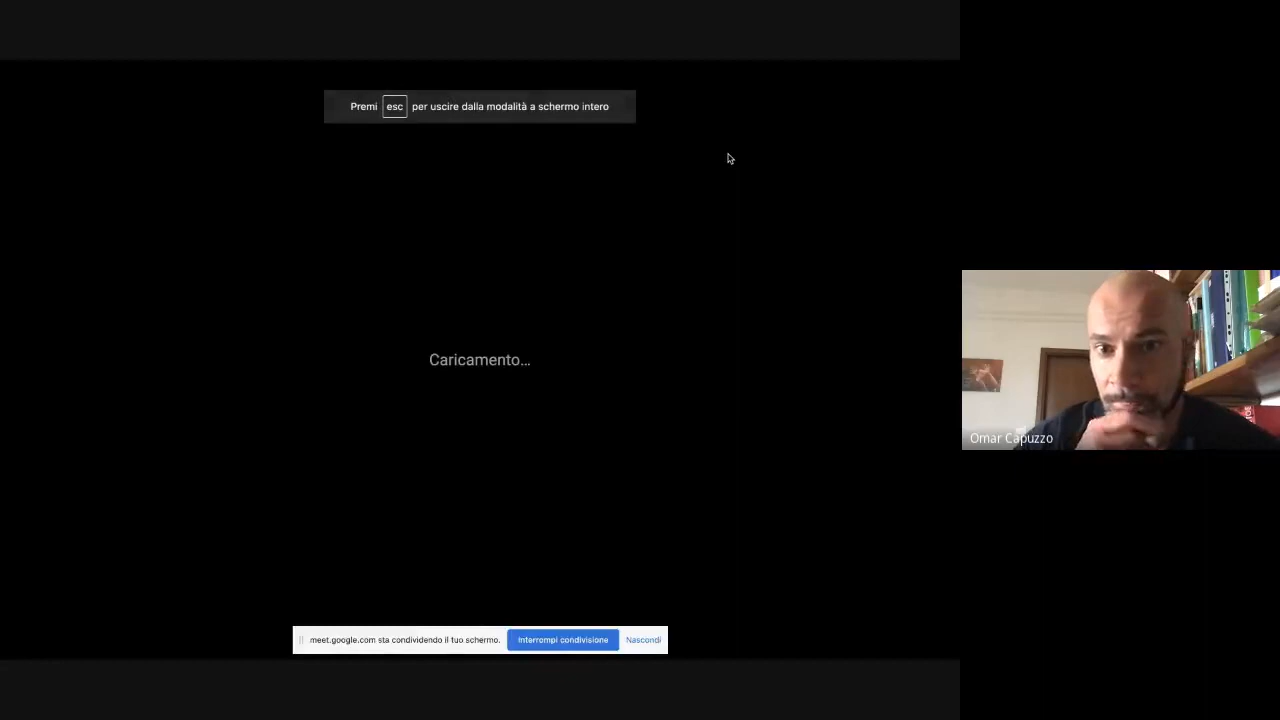 Premi esc per uscire dalla modalità a schermo intero
Caricamento...
Omar Capuzzo
meet.google.com sta condividendo il tuo schermo. Interrompi condivisione Nascondi